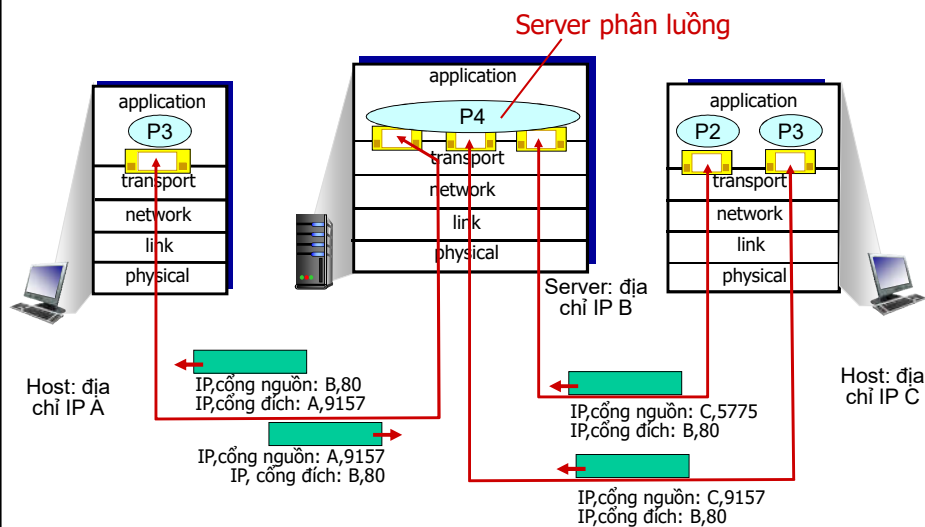 Server phân luồng
application
P3
transport
network
link
physical
application
P4
transport
network
link
physical
application
P2
P3
transport
network
link
physical
Server: địa
chỉ IP B
Host: địa
chỉ IP A
Host: địa
chỉ IP C
IP,cổng nguồn: B,80
IP,cổng đích: A,9157
IP,cổng nguồn: A,9157
IP, cổng đích: B,80
IP,cổng nguồn: C,5775
IP,cổng đích: B,80
IP,cổng nguồn: C,9157
IP,cổng đích: B,80